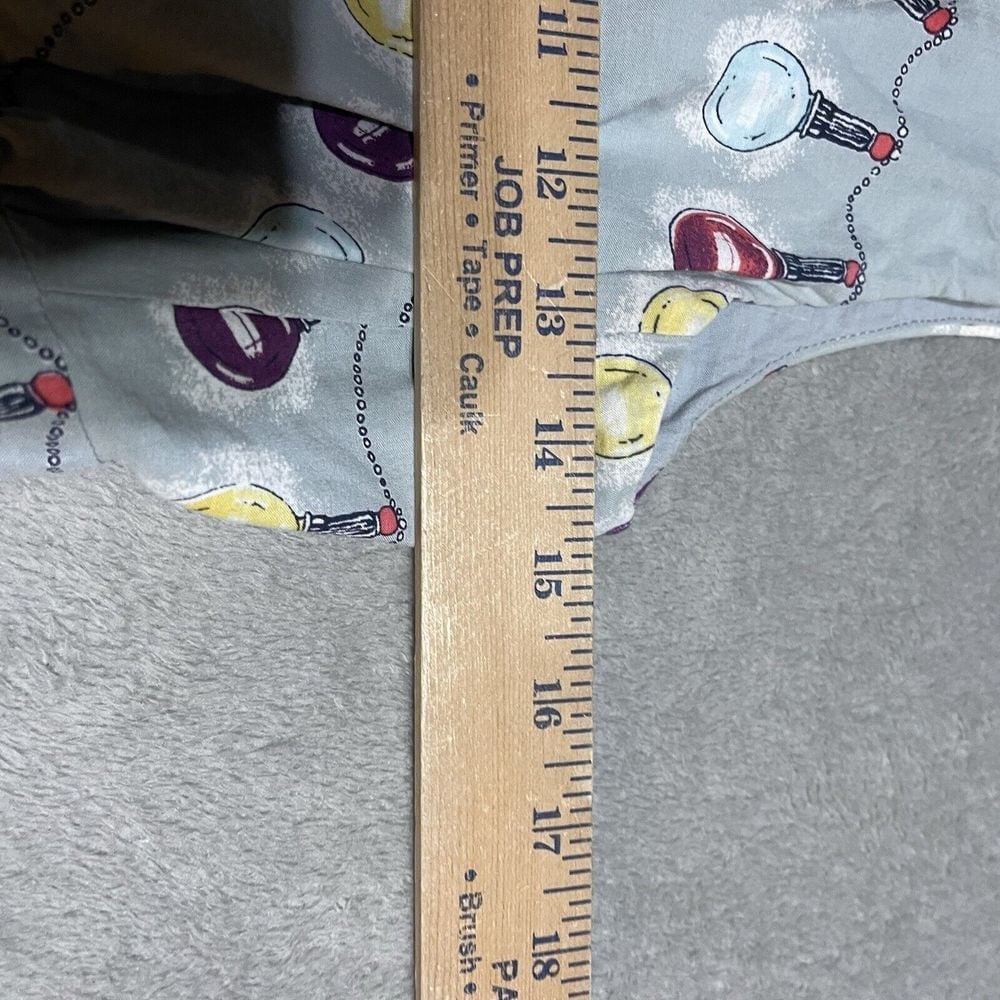 11
12
13
14
15
16
17
18
JOB PREP
• Primer • Tape • Caulk
PA
• Brush •